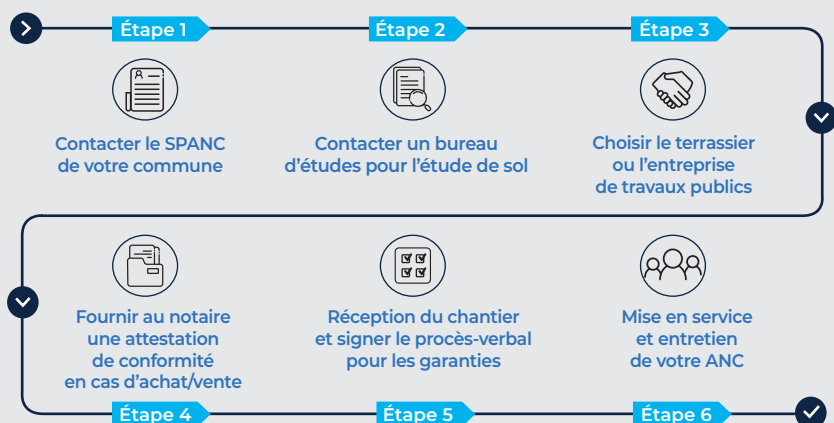 Étape 1
Contacter le SPANC
de votre commune
Étape 2
Contacter un bureau
d'études pour l'étude de sol
Étape 3
Choisir le terrassier
ou l'entreprise
de travaux publics
Fournir au notaire
une attestation
de conformité
en cas d'achat/vente
Étape 4
Réception du chantier
et signer le procès-verbal
pour les garanties
Étape 5
Mise en service
et entretien
de votre ANC
Étape 6